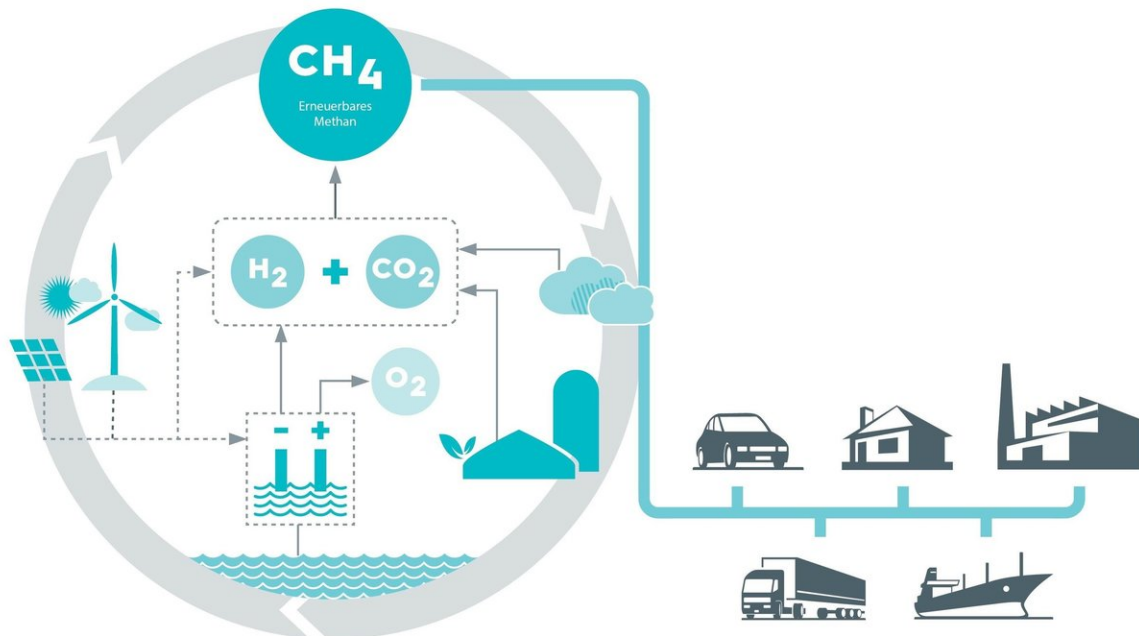 CH4
Erneuerbares
Methan
H2 + CO2
O2
- +